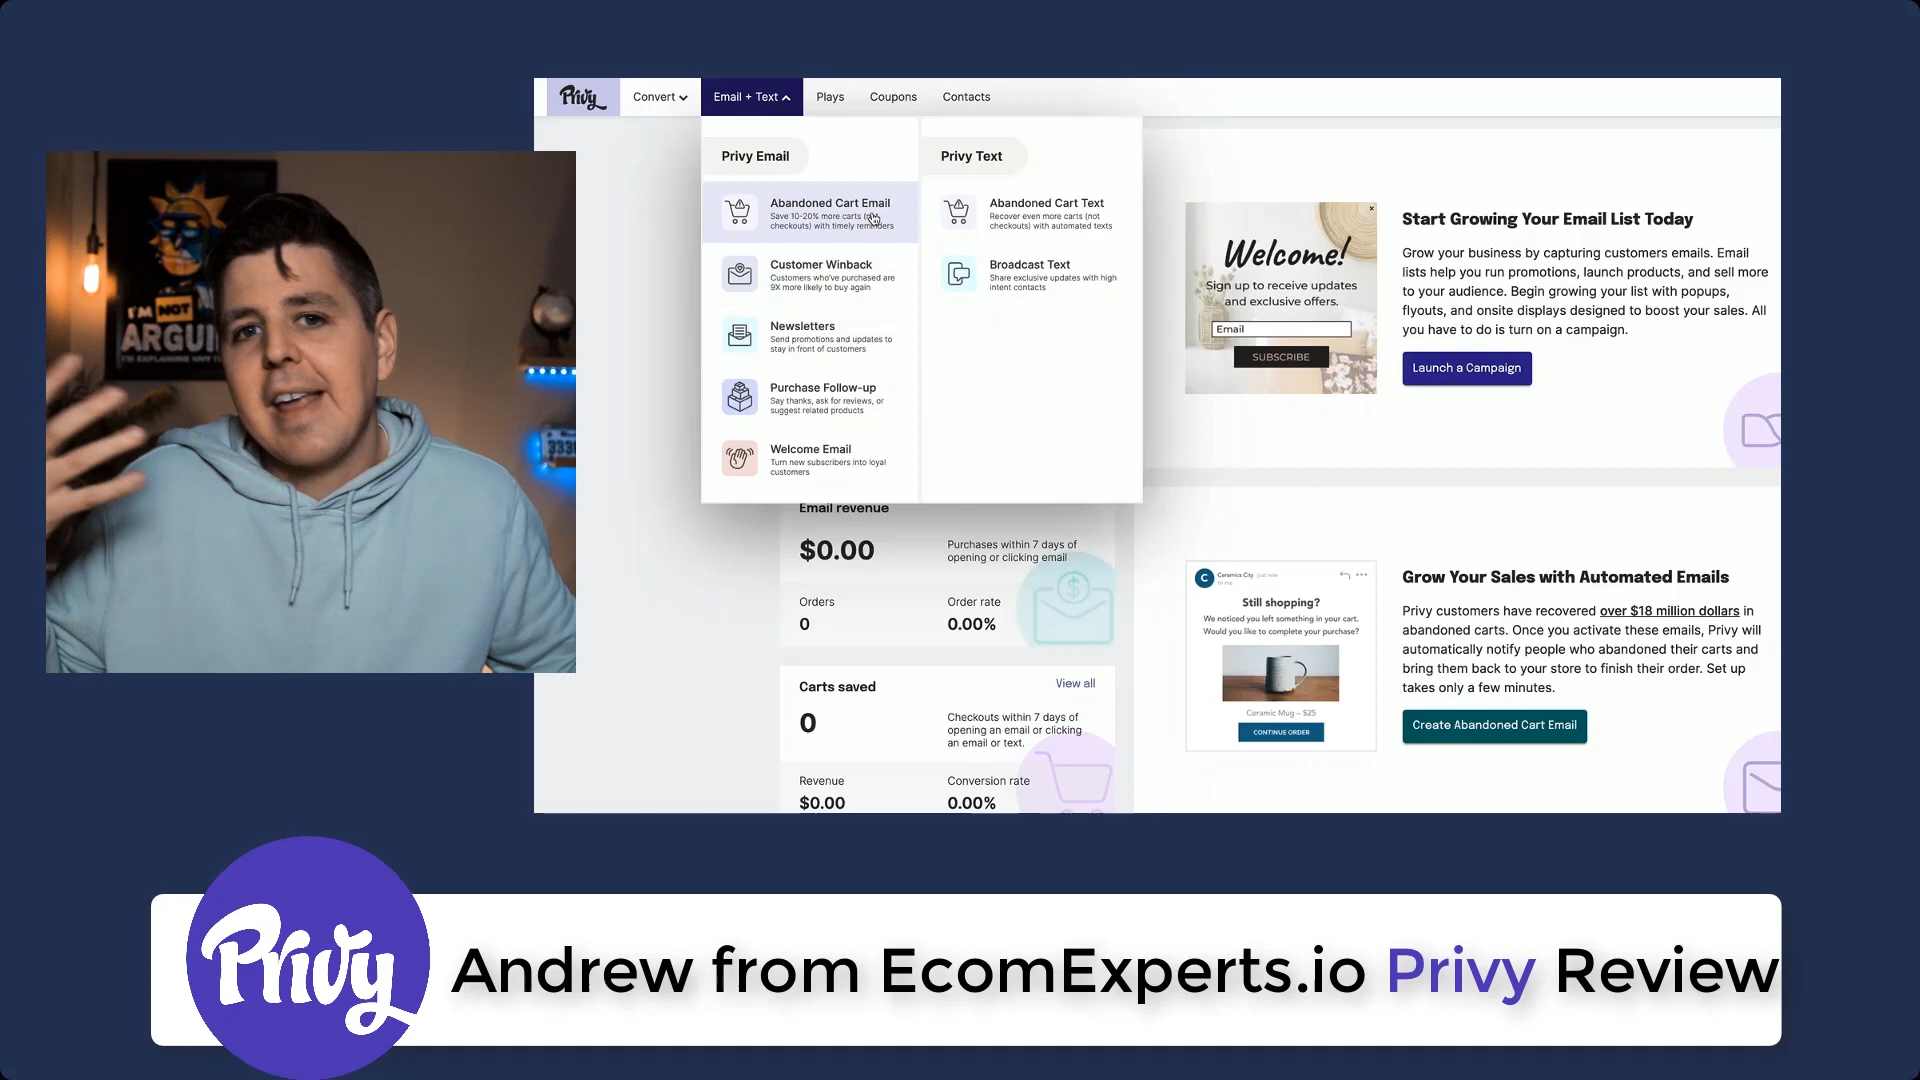 Privy
Convert
Email + Text
Plays
Coupons
Contacts
Privy Email
Abandoned Cart Email
Save 10-20% more carts
checkouts) with timely reminders
Customer Winback
Customers who've purchased are
9X more likely to buy again
Newsletters
Send promotions and updates to
stay in front of customers
Purchase Follow-up
Say thanks, ask for reviews, or
suggest related products
Welcome Email
Turn new subscribers into loyal
customers
Privy Text
Abandoned Cart Text
Recover even more carts (not
checkouts) with automated texts
Broadcast Text
Share exclusive updates with high
intent contacts
Welcome!
Sign up to receive updates
and exclusive offers.
Email
SUBSCRIBE
Start Growing Your Email List Today
Grow your business by capturing customers emails. Email
lists help you run promotions, launch products, and sell more
to your audience. Begin growing your list with popups,
flyouts, and onsite displays designed to boost your sales. All
you have to do is turn on a campaign.
Launch a Campaign
I'M NOT
ARGUI
Email revenue
$0.00
Purchases within 7 days of
opening or clicking email
Orders
0
Order rate
0.00%
Carts saved
View all
0
Checkouts within 7 days of
opening an email or clicking
an email or text.
Revenue
$0.00
Conversion rate
0.00%
C
Ceramics City just now
to me
Still shopping?
We noticed you left something in your cart.
Would you like to complete your purchase?
Ceramic Mug – $25
CONTINUE ORDER
Grow Your Sales with Automated Emails
Privy customers have recovered over $18 million dollars in
abandoned carts. Once you activate these emails, Privy will
automatically notify people who abandoned their carts and
bring them back to your store to finish their order. Set up
takes only a few minutes.
Create Abandoned Cart Email
Privy
Andrew from EcomExperts.io Privy Review